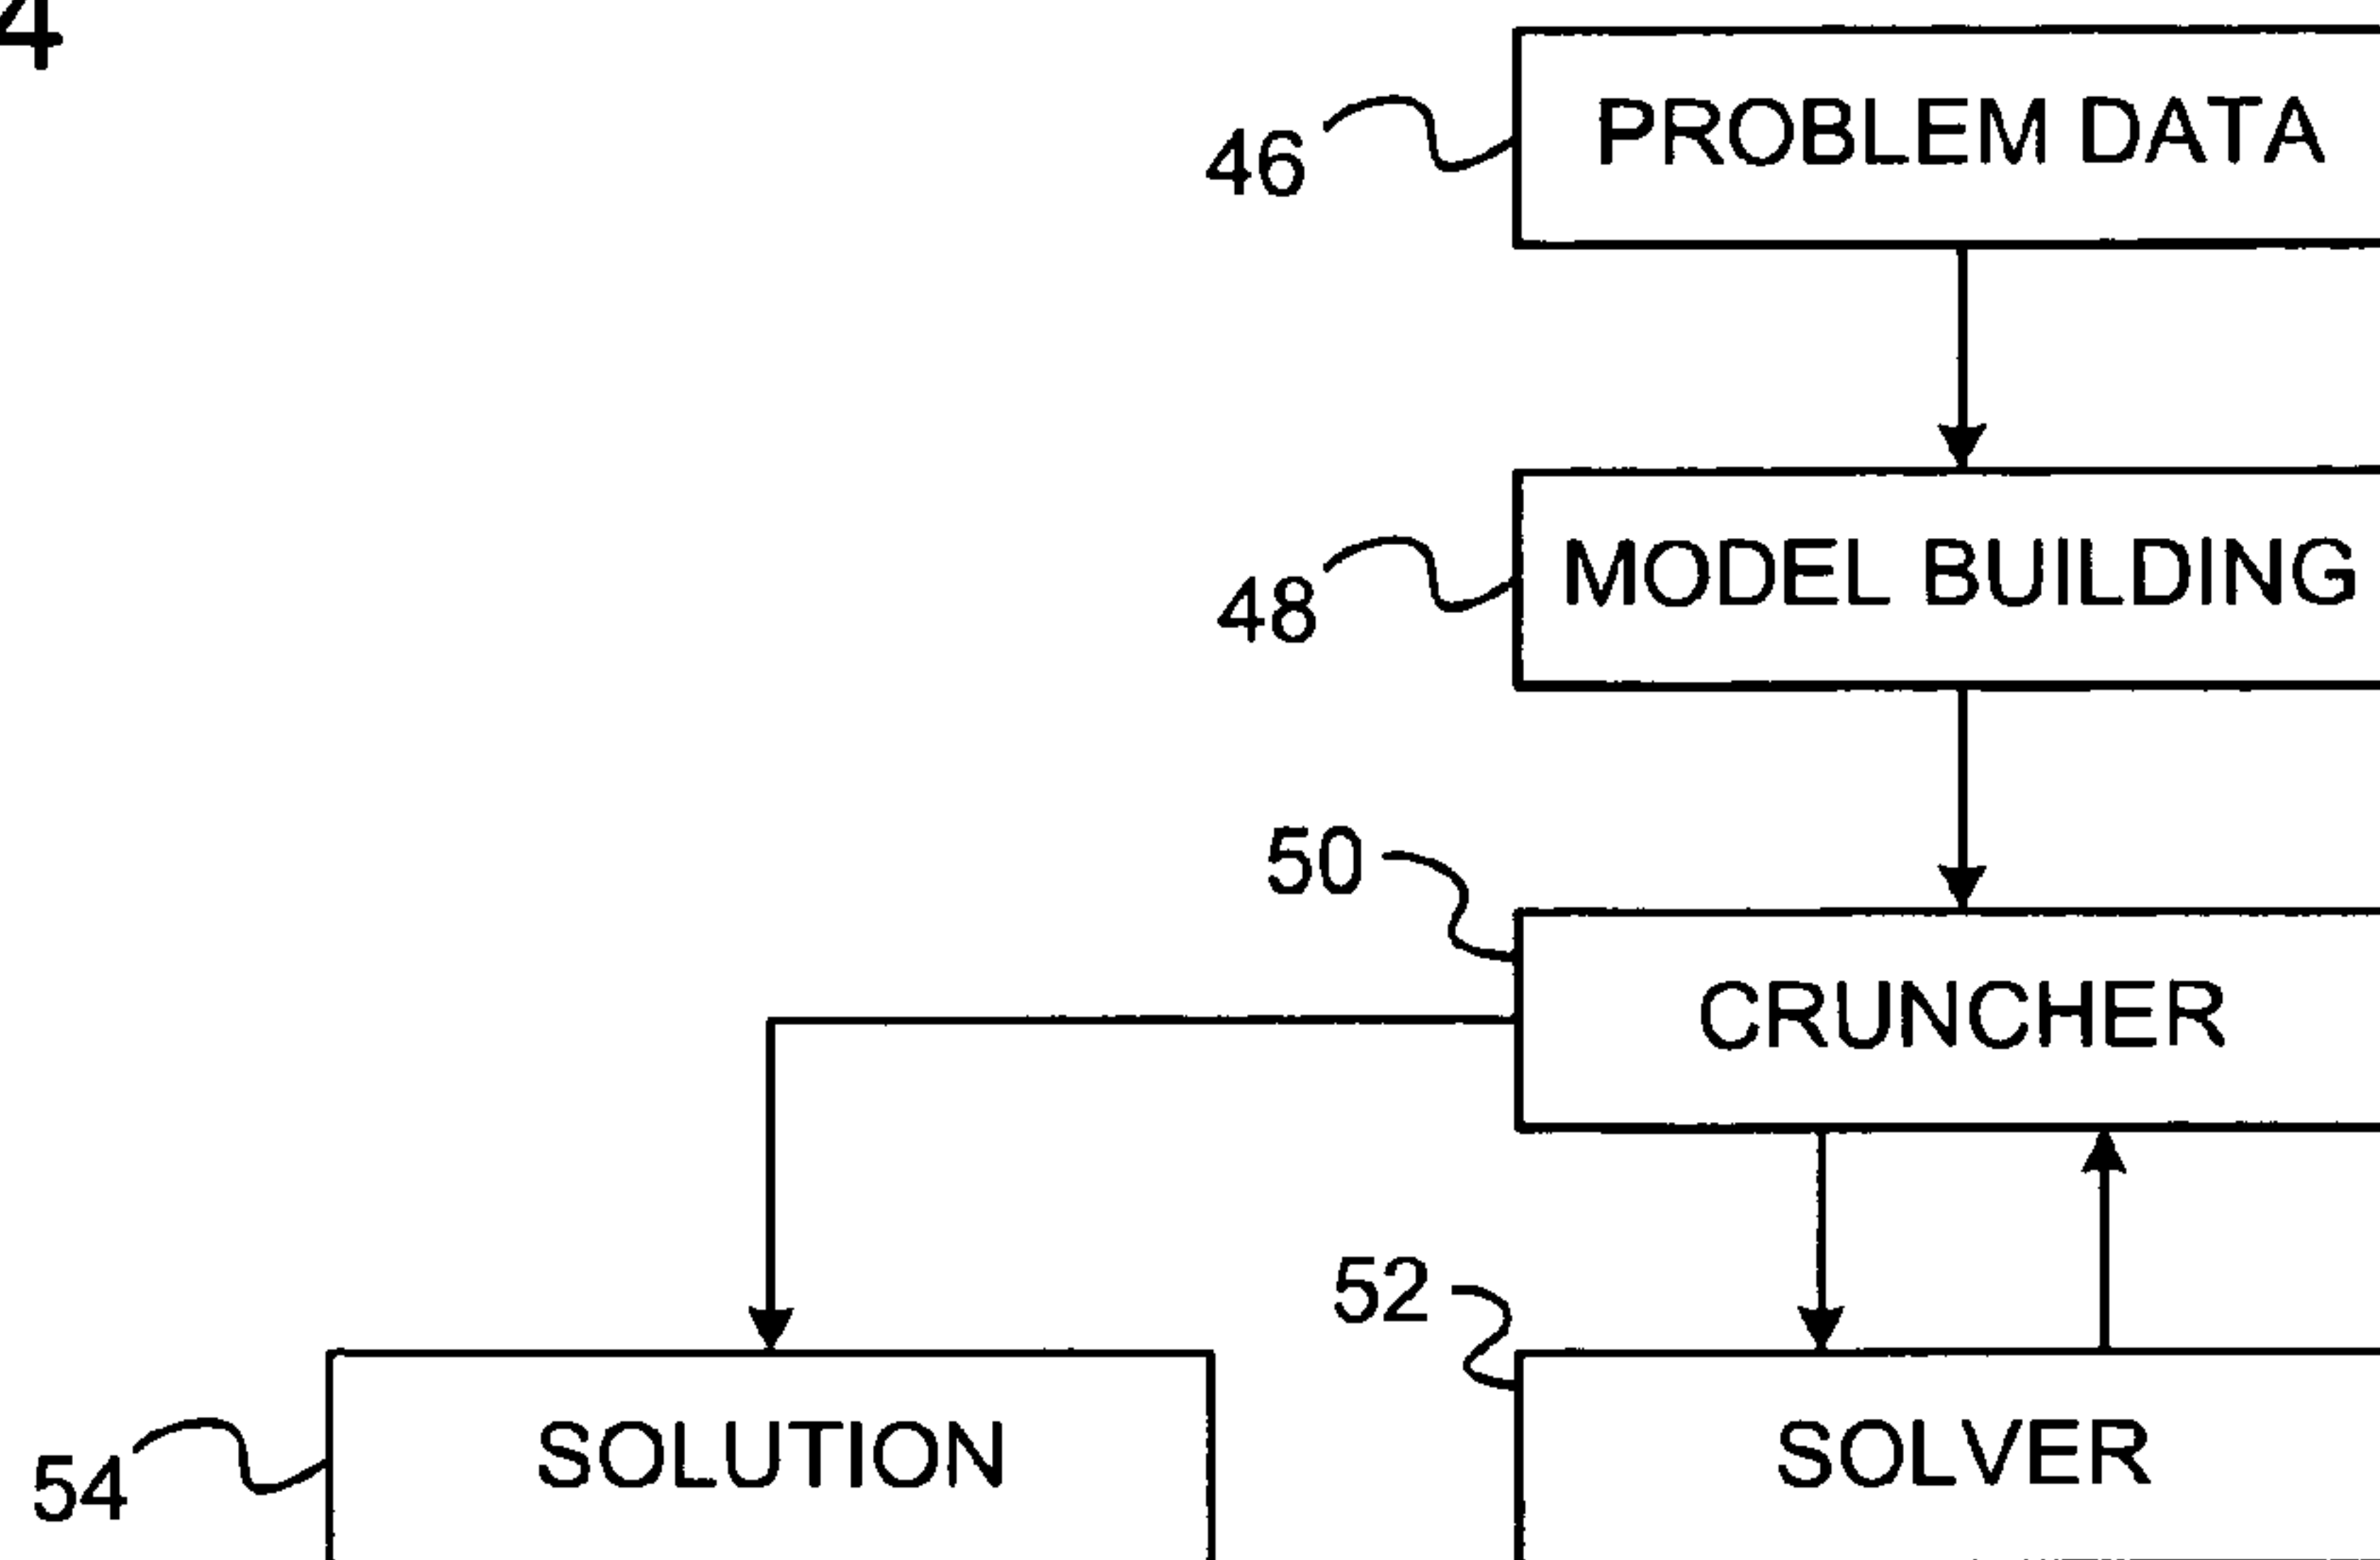 4
PROBLEM DATA
46
MODEL BUILDING
48
50
CRUNCHER
52
SOLUTION
SOLVER
54